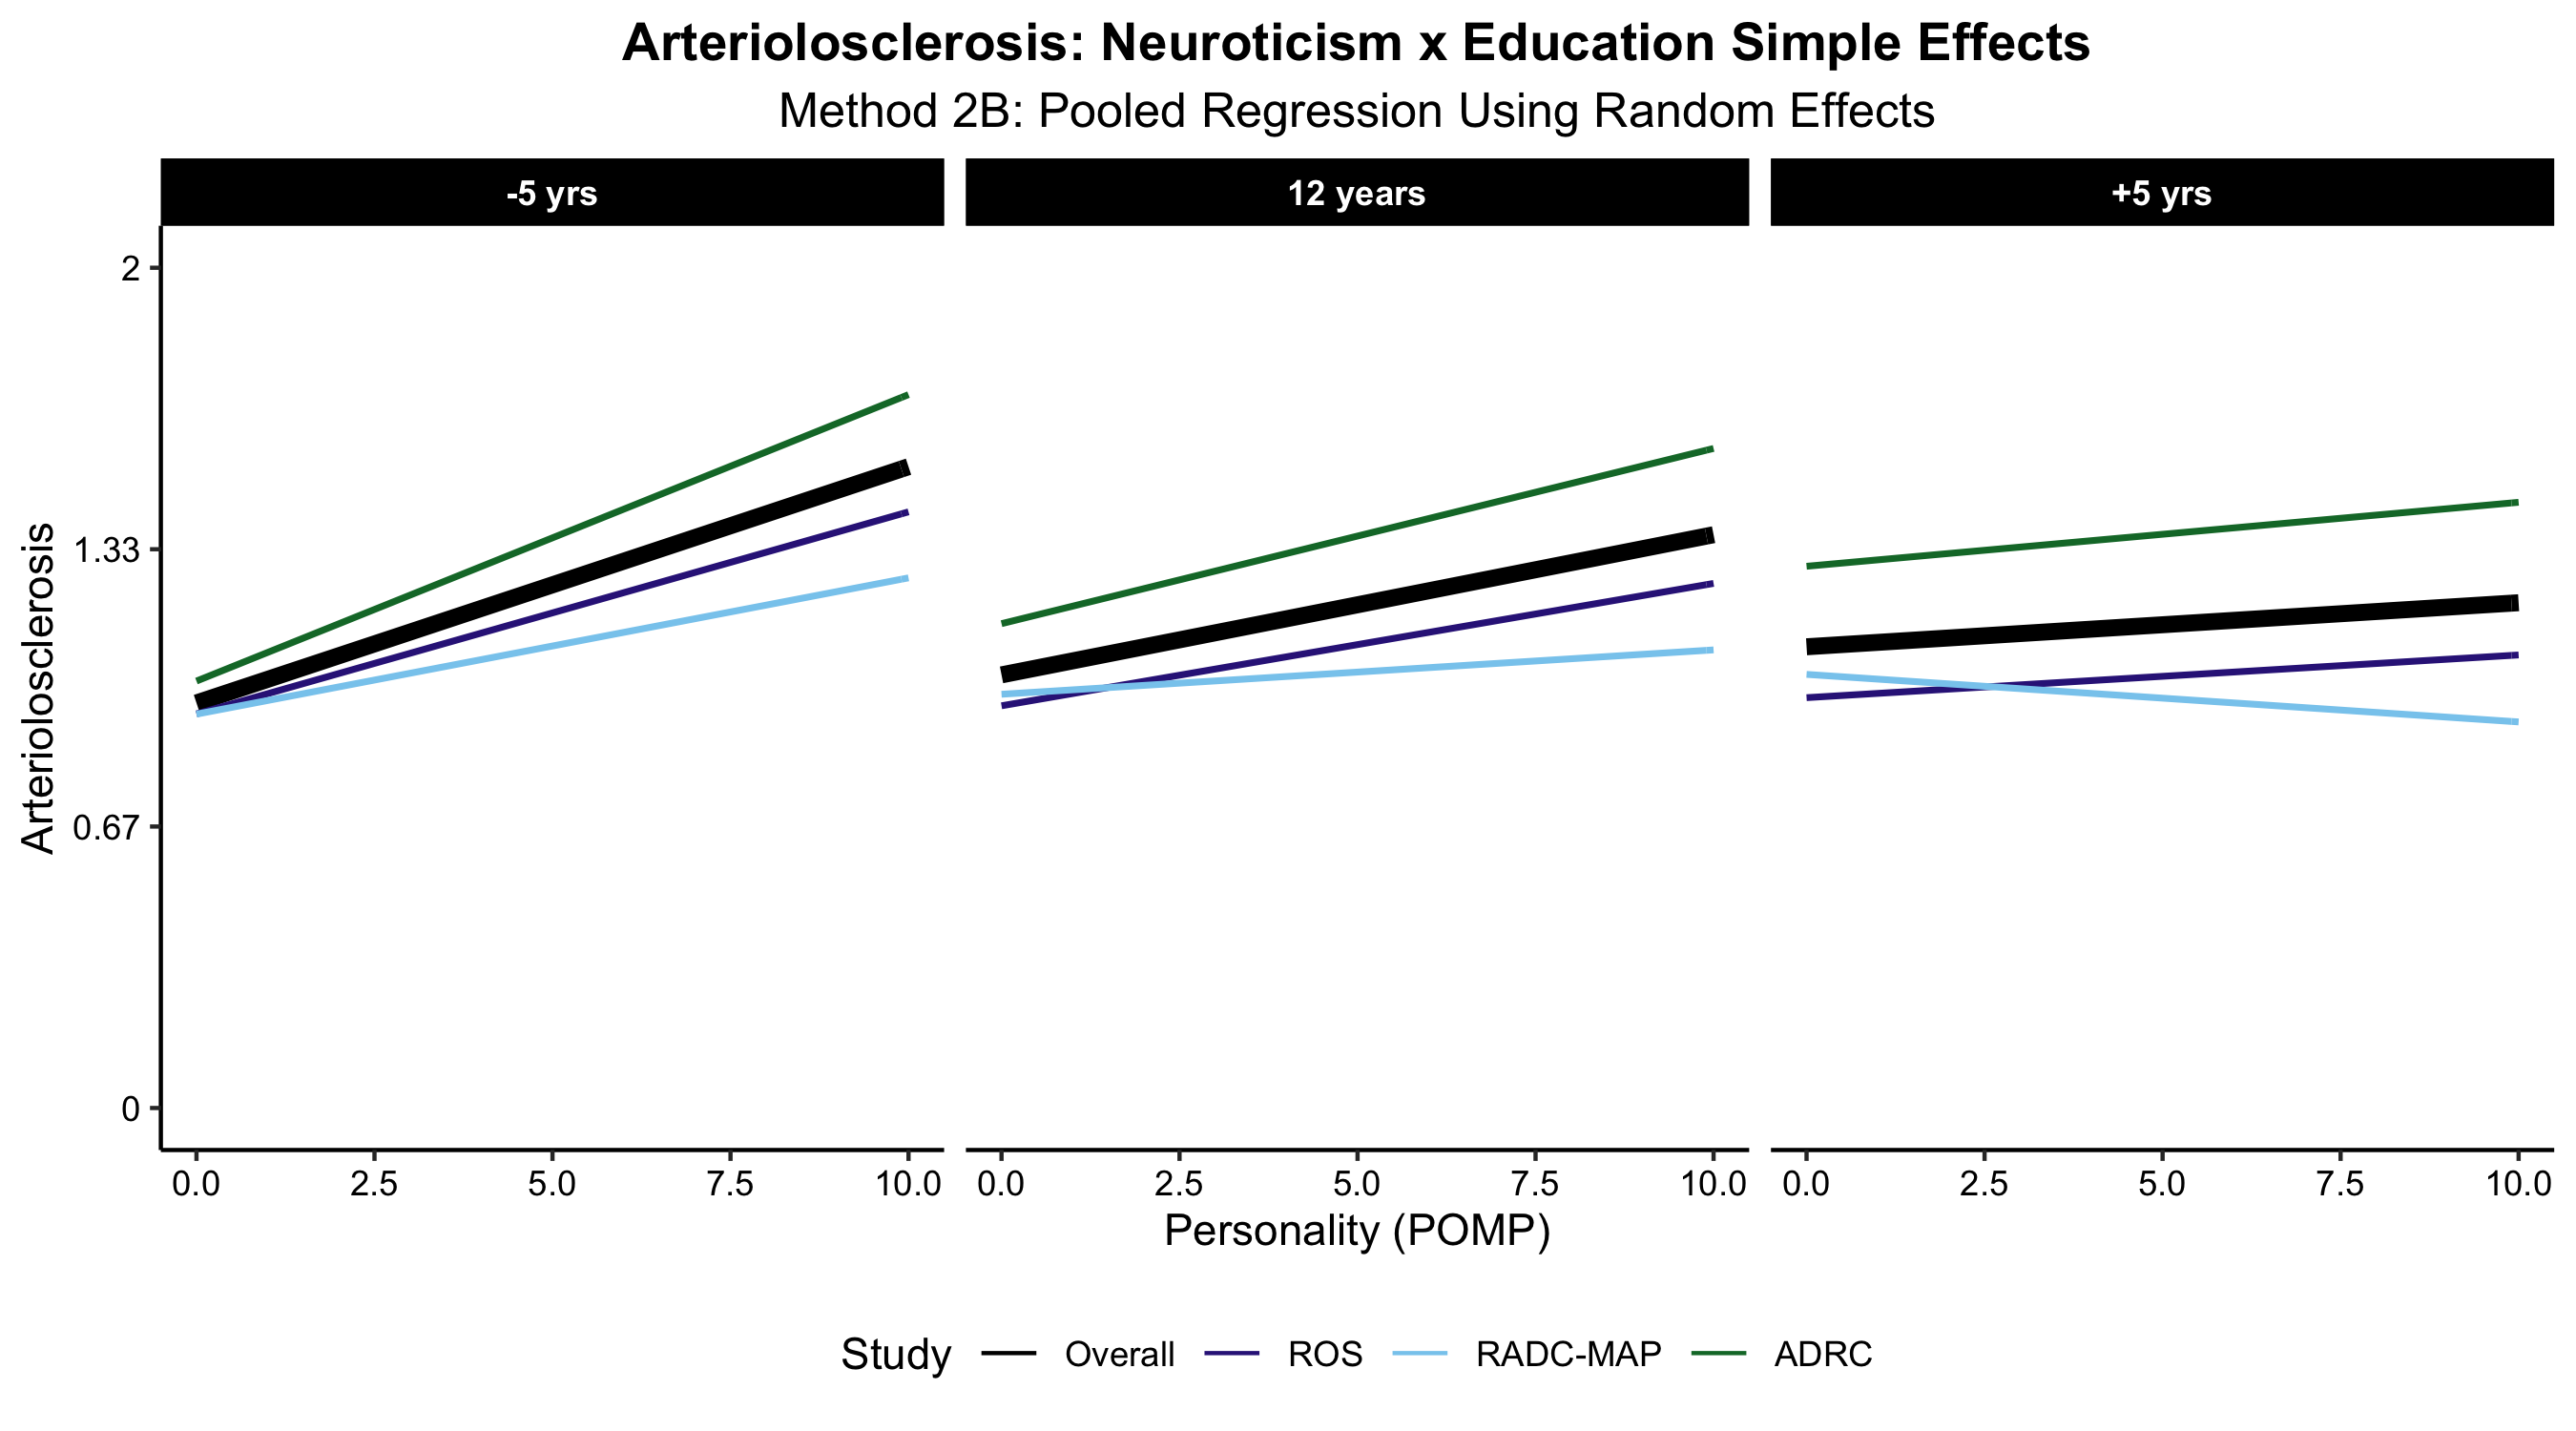 Arteriolosclerosis: Neuroticism x Education Simple Effects
Method 2B: Pooled Regression Using Random Effects
-5 yrs
12 years
+5 yrs
Arteriolosclerosis
2
1.33
0.67
0
0.0 2.5 5.0 7.5 10.0
0.0 2.5 5.0 7.5 10.0
0.0 2.5 5.0 7.5 10.0
Personality (POMP)
Study Overall ROS RADC-MAP ADRC